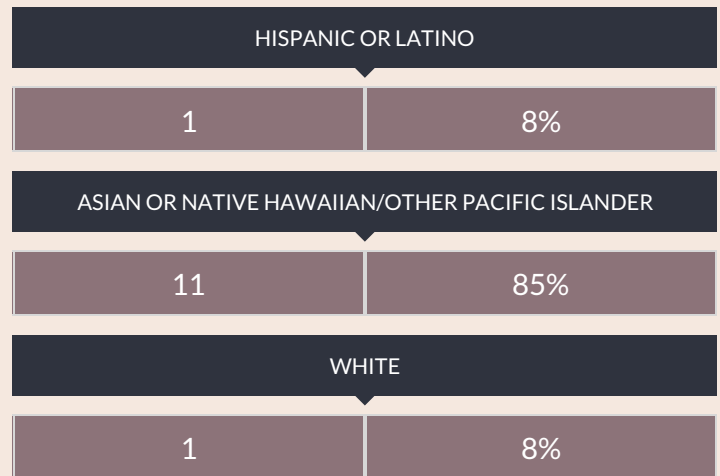 HISPANIC OR LATINO
1 8%
ASIAN OR NATIVE HAWAIIAN/OTHER PACIFIC ISLANDER
11 85%
WHITE
1 8%